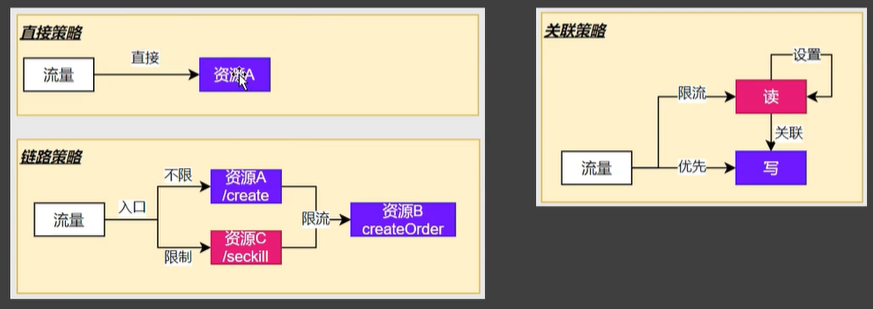 直接策略
流量
直接
资源A
链路策略
流量
入口
不限
资源A
/create
限制
资源C
/seckill
限流
资源B
createOrder
关联策略
流量
限流
读
设置
关联
优先
写